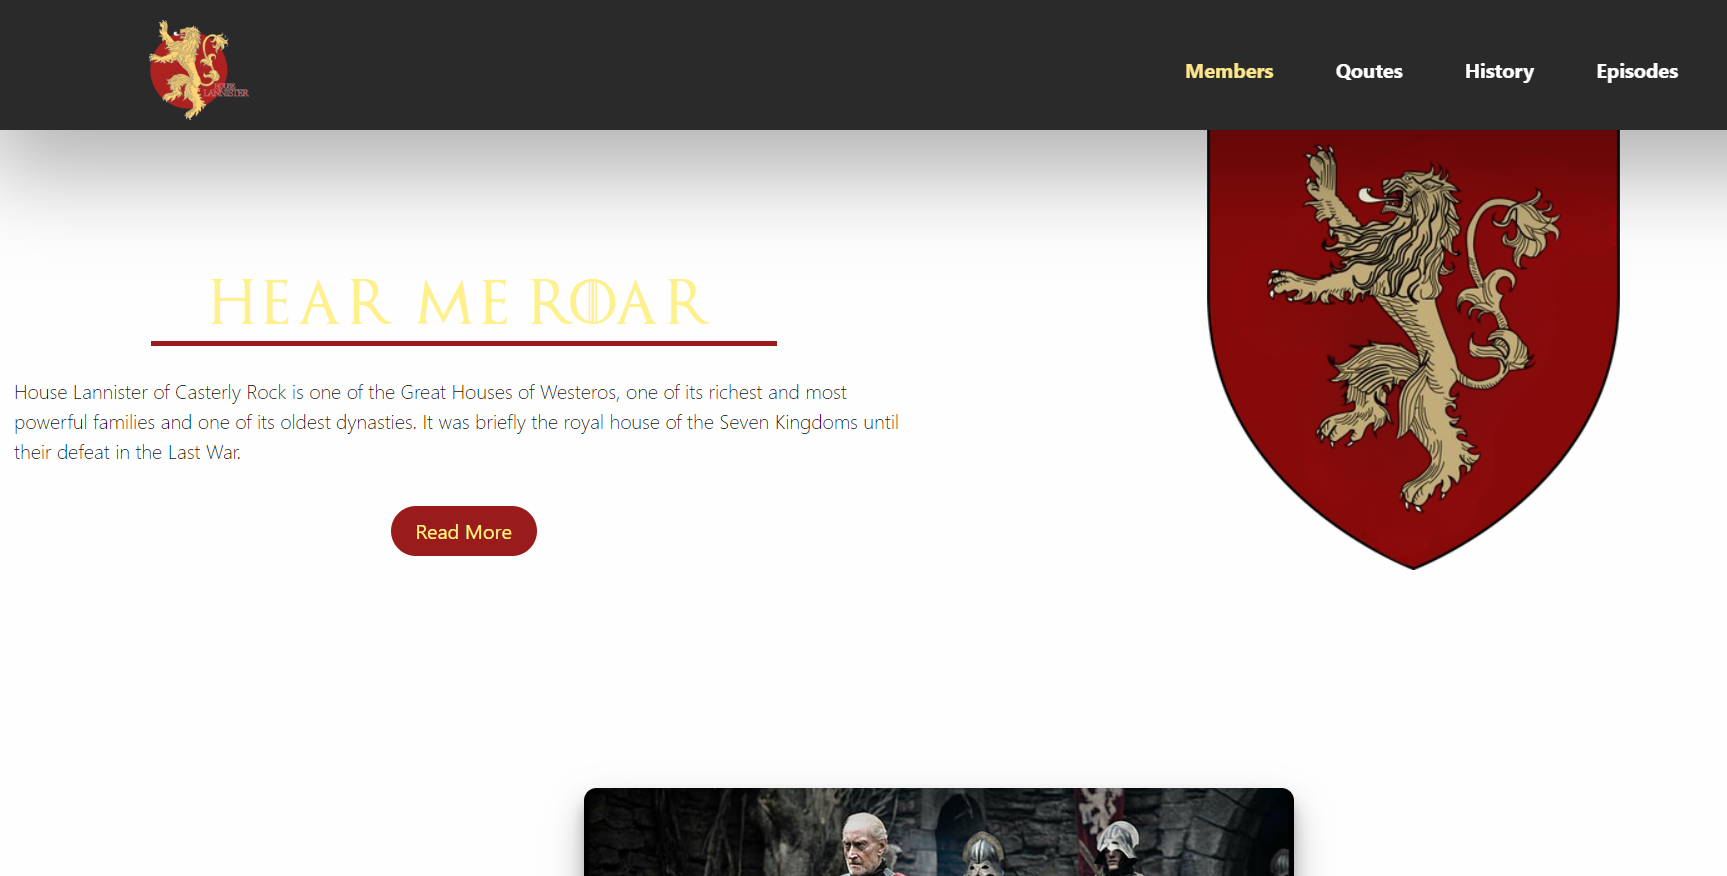 HOUSE
LANNISTER
Members
Qoutes
History
Episodes
HEAR ME ROAR
House Lannister of Casterly Rock is one of the Great Houses of Westeros, one of its richest and most
powerful families and one of its oldest dynasties. It was briefly the royal house of the Seven Kingdoms until
their defeat in the Last War.
Read More